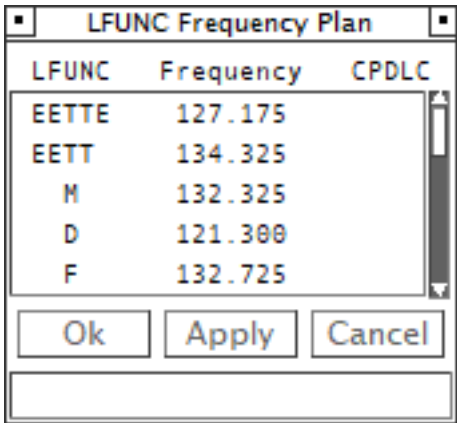 LFUNC Frequency Plan
LFUNC Frequency CPDLC
EETTE 127.175
EETT 134.325
M 132.325
D 121.300
F 132.725
Ok Apply Cancel